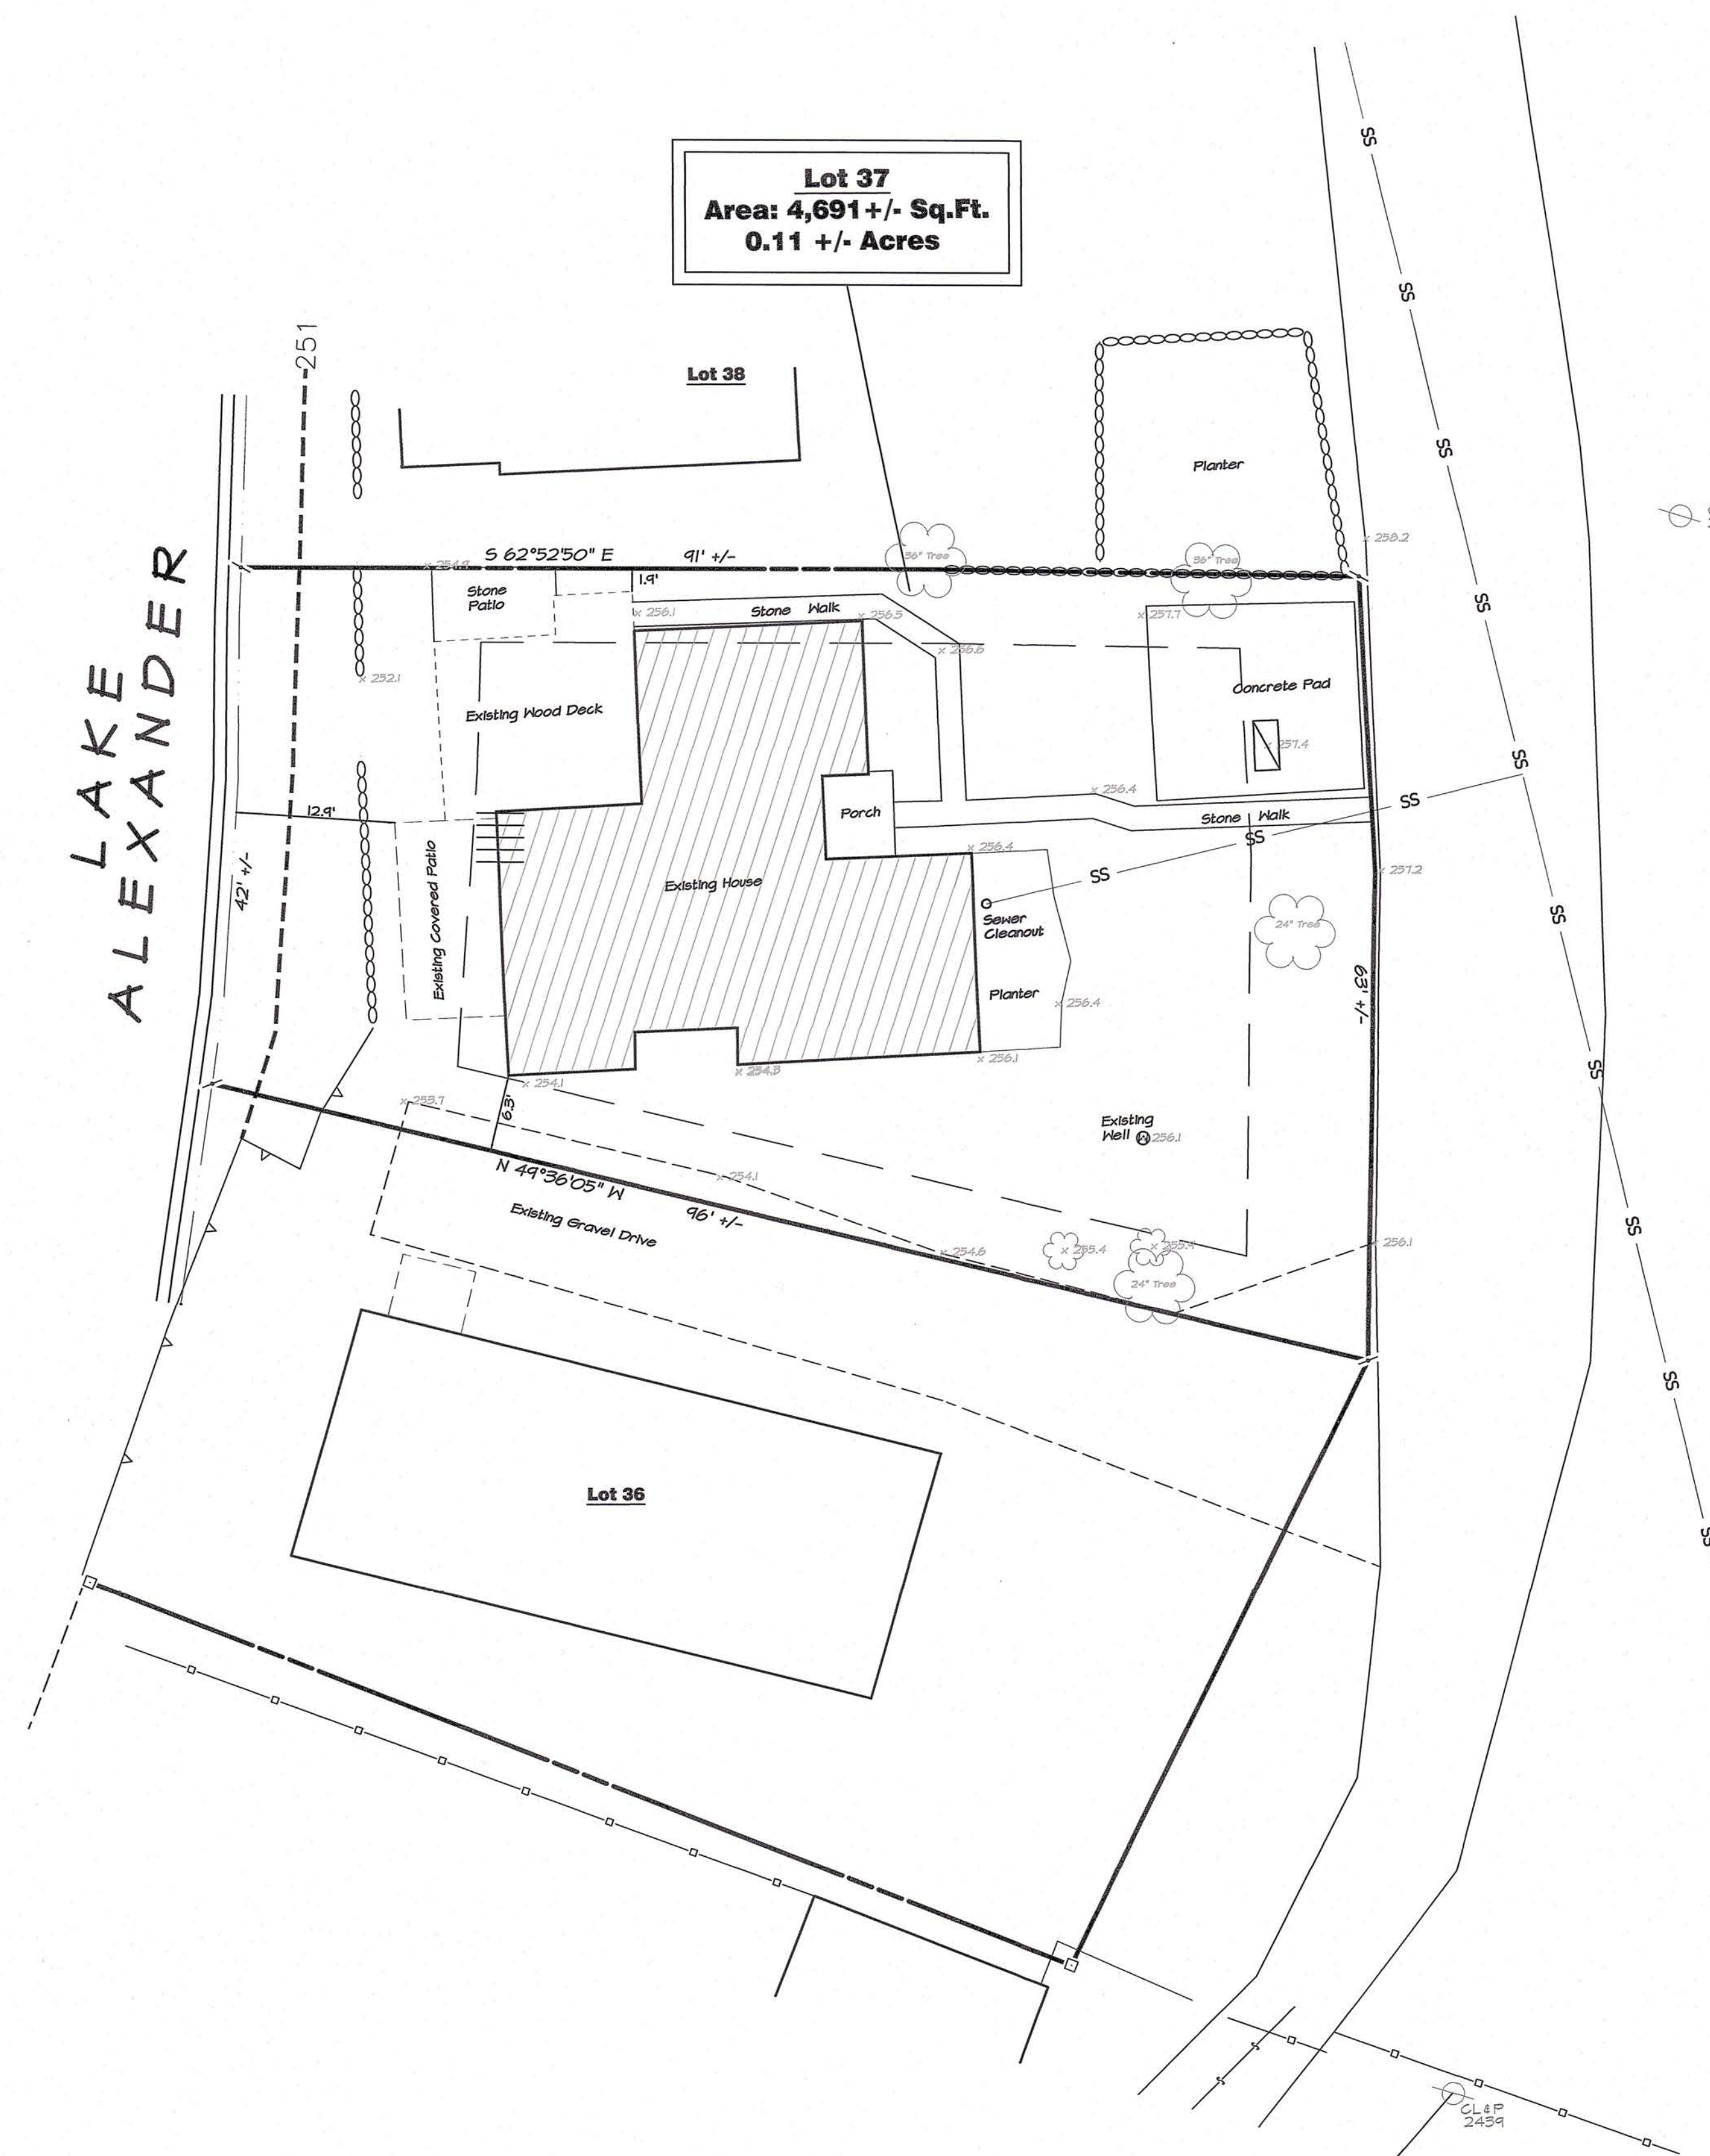 SS
SS
SS
SS
SS
SS
SS
SS
SS
SS
Lot 37
Area: 4,691+/- Sq.Ft.
0.11 +/- Acres
251
Lot 38
Planter
LAKE
ALEXANDER
S 62°52'50" E
91' +/-
36" Tree
36" Tree
258.2
Stone
Patio
1.9'
256.1
Stone Walk
256.5
257.7
256.6
252.1
Existing Wood Deck
Concrete Pad
257.4
12.9'
256.4
Stone Walk
SS
SS
SS
Porch
42' +/-
Existing Covered Patio
Existing House
256.4
257.2
Sewer
Cleanout
24" Tree
Planter
256.4
63' +/-
256.1
254.3
254.1
253.7
6.3'
Existing
Well
W
256.1
N 49°36'05" W
254.1
96' +/-
Existing Gravel Drive
254.6
255.4
256.1
24" Tree
Lot 36
CL&P
2439